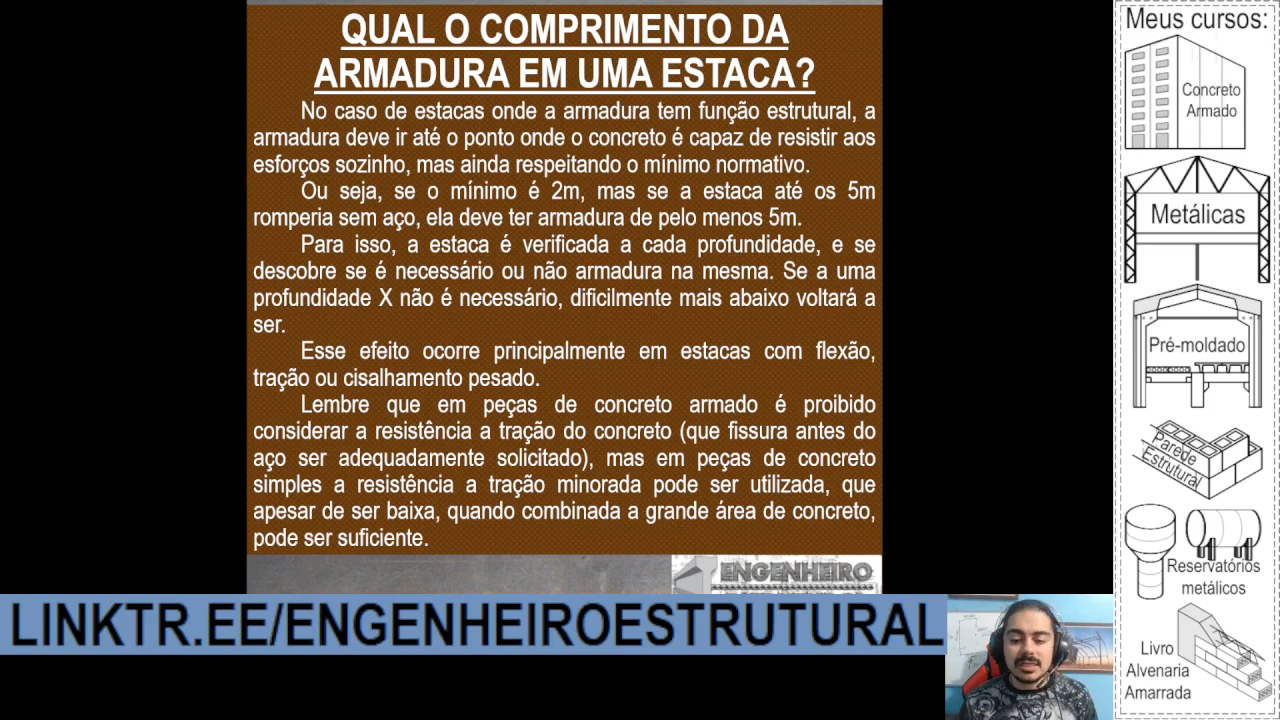 QUAL O COMPRIMENTO DA
ARMADURA EM UMA ESTACA?
No caso de estacas onde a armadura tem função estrutural, a
armadura deve ir até o ponto onde o concreto é capaz de resistir aos
esforços sozinho, mas ainda respeitando o mínimo normativo.
Ou seja, se o mínimo é 2m, mas se a estaca até os 5m
romperia sem aço, ela deve ter armadura de pelo menos 5m.
Para isso, a estaca é verificada a cada profundidade, e se
descobre se é necessário ou não armadura na mesma. Se a uma
profundidade X não é necessário, dificilmente mais abaixo voltará a
ser.
Esse efeito ocorre principalmente em estacas com flexão,
tração ou cisalhamento pesado.
Lembre que em peças de concreto armado é proibido
considerar a resistência a tração do concreto (que fissura antes do
aço ser adequadamente solicitado), mas em peças de concreto
simples a resistência a tração minorada pode ser utilizada, que
apesar de ser baixa, quando combinada a grande área de concreto,
pode ser suficiente.
ENGENHEIRO
LINKTR.EE/ENGENHEIROESTRUTURAL
Meus cursos:
Concreto
Armado
Metálicas
Pré-moldado
Parede
Estrutural
Reservatórios
metálicos
Livro
Alvenaria
Amarrada